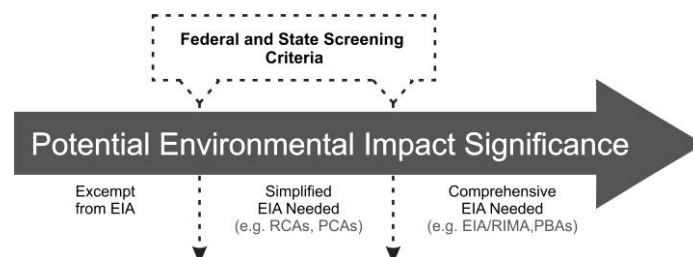 Federal and State Screening
Criteria
Potential Environmental Impact Significance
Excempt
from EIA
Simplified
EIA Needed
(e.g. RCAs, PCAs)
Comprehensive
EIA Needed
(e.g. EIA/RIMA,PBAs)